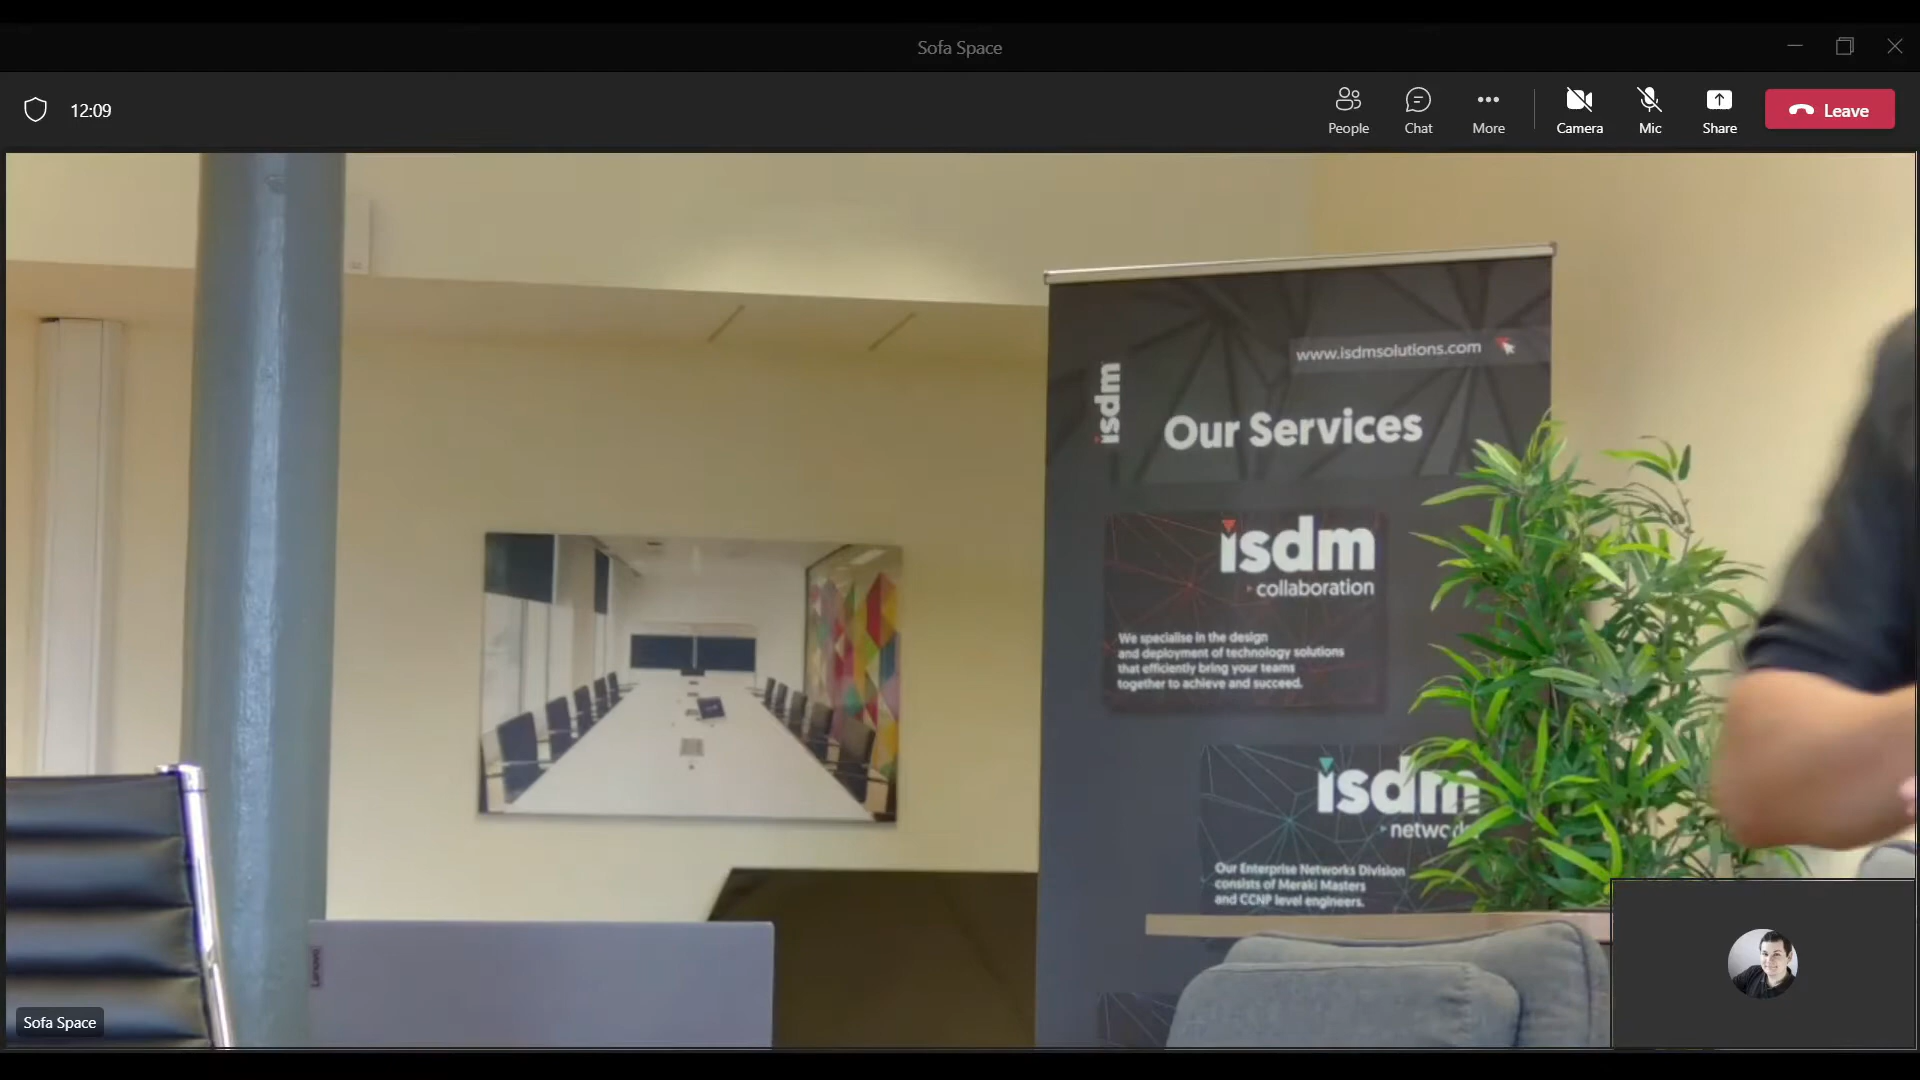 Sofa Space
12:09
People
Chat
More
Camera
Mic
Share
Leave
www.isdmsolutions.com
isdm
Our Services
isdm
collaboration
We specialise in the design
and deployment of technology solutions
that efficiently bring your teams
together to achieve and succeed.
isdm
networks
Our Enterprise Networks Division
consists of Meraki Masters
and CCNP level engineers.
Lenovo
Sofa Space